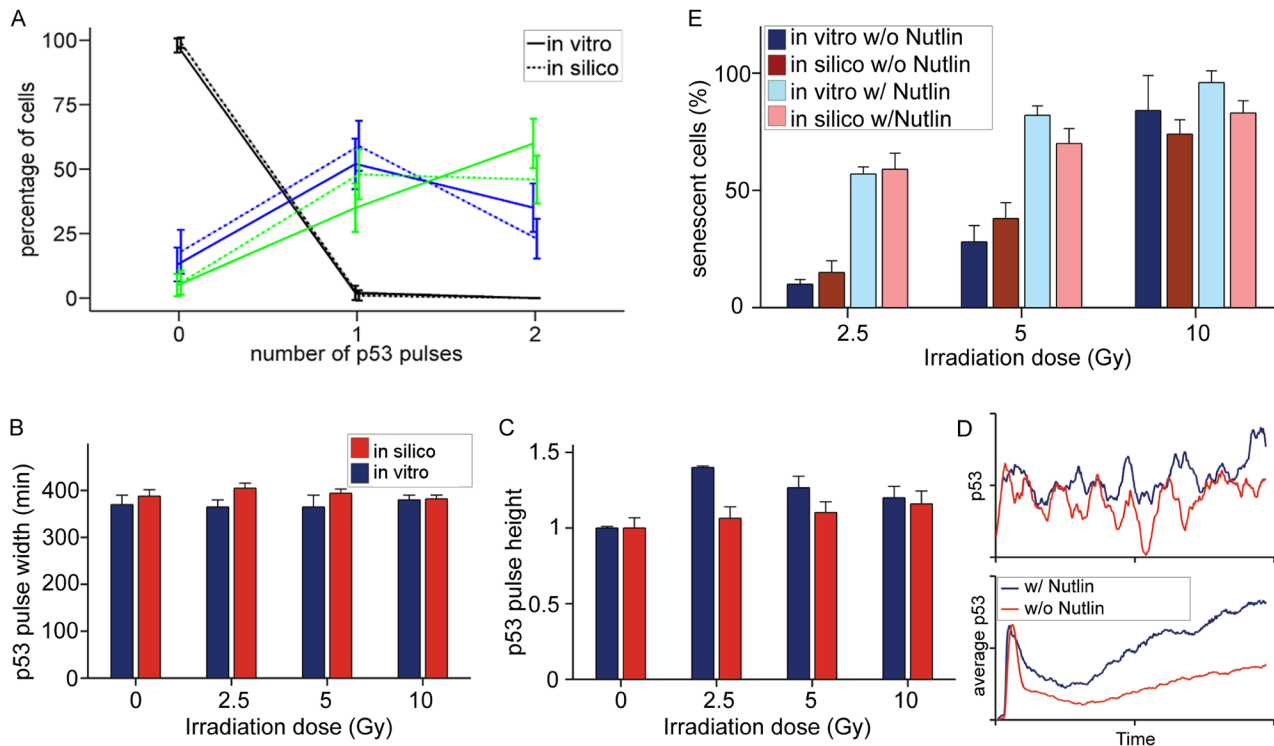 A
in vitro
in silico
percentage of cells
100
75
50
25
0
0
1
2
number of p53 pulses
E
in vitro w/o Nutlin
in silico w/o Nutlin
in vitro w/ Nutlin
in silico w/Nutlin
senescent cells (%)
100
50
0
2.5
5
10
Irradiation dose (Gy)
B
in silico
in vitro
p53 pulse width (min)
400
300
200
100
0
0
2.5
5
10
Irradiation dose (Gy)
C
p53 pulse height
1.5
1
0.5
0
0
2.5
5
10
Irradiation dose (Gy)
D
p53
w/ Nutlin
w/o Nutlin
average p53
Time